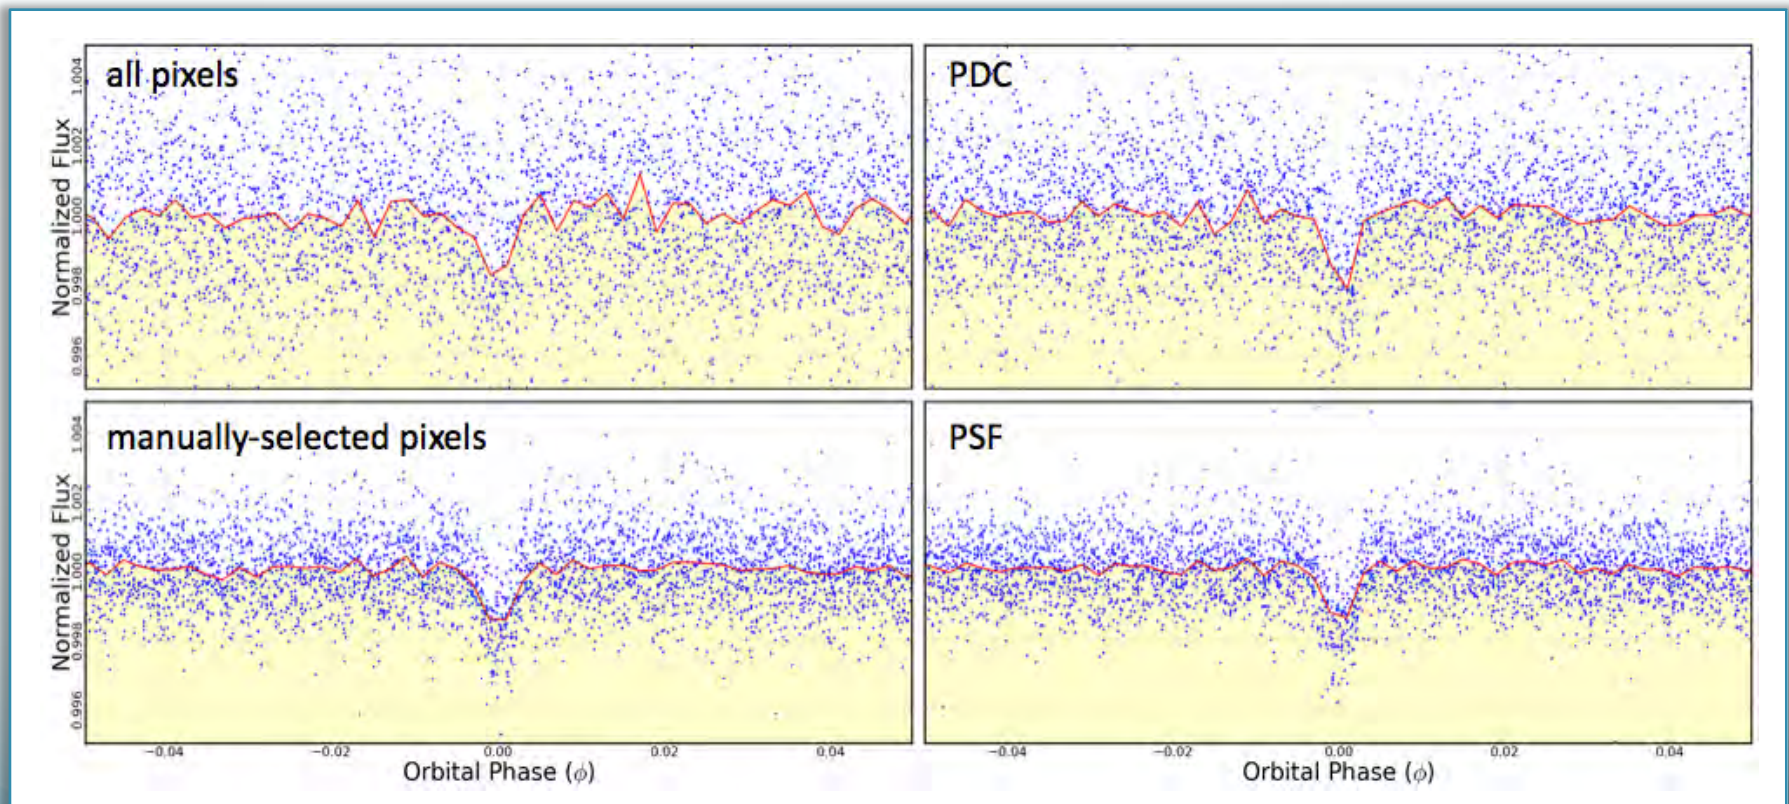 all pixels
PDC
Normalized Flux
1.004
1.002
1.000
0.998
0.996
manually-selected pixels
PSF
Normalized Flux
1.004
1.002
1.000
0.998
0.996
−0.04
−0.02
0.00
0.02
0.04
−0.04
−0.02
0.00
0.02
0.04
Orbital Phase (ϕ)
Orbital Phase (ϕ)